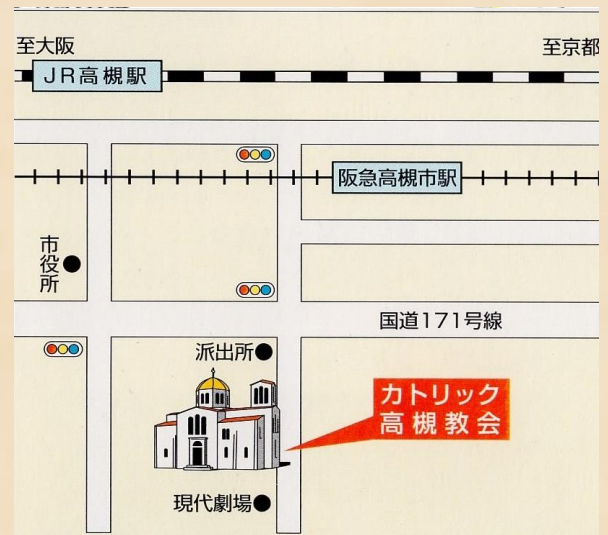 至大阪
至京都
JR高槻駅
阪急高槻市駅
市役所
国道171号線
派出所
カトリック
高槻教会
現代劇場